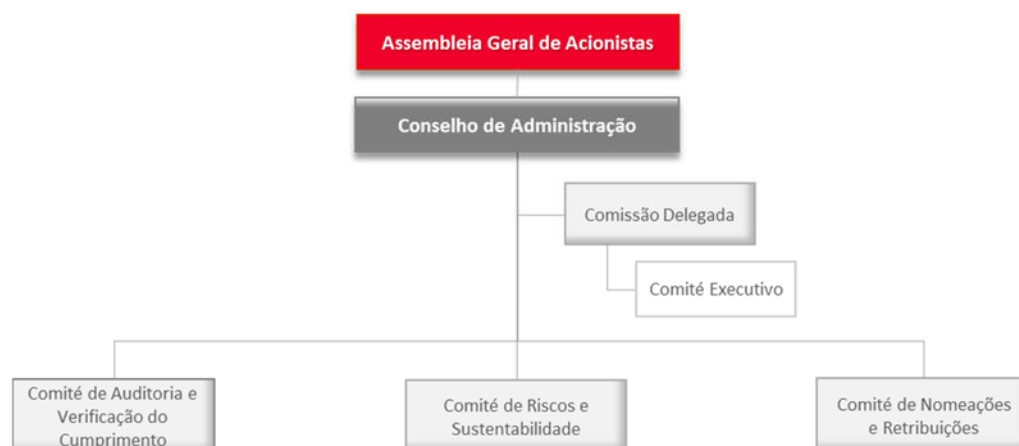 Assembleia Geral de Acionistas
Conselho de Administração
Comissão Delegada
Comité Executivo
Comité de Auditoria e
Verificação do
Cumprimento
Comité de Riscos e
Sustentabilidade
Comité de Nomeações
e Retribuições